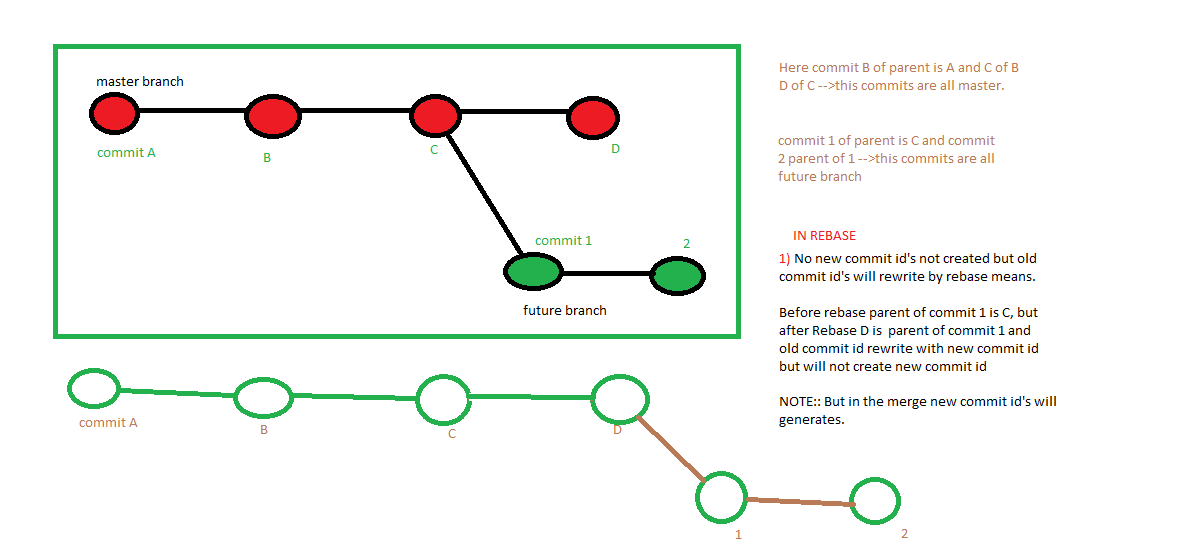 master branch
commit A
B
C
D
commit 1
2
future branch
Here commit B of parent is A and C of B
D of C -->this commits are all master.
commit 1 of parent is C and commit
2 parent of 1 -->this commits are all
future branch
IN REBASE
1) No new commit id's not created but old
commit id's will rewrite by rebase means.
Before rebase parent of commit 1 is C, but
after Rebase D is  parent of commit 1 and
old commit id rewrite with new commit id
but will not create new commit id
NOTE:: But in the merge new commit id's will
generates.
commit A
B
C
D
1
2